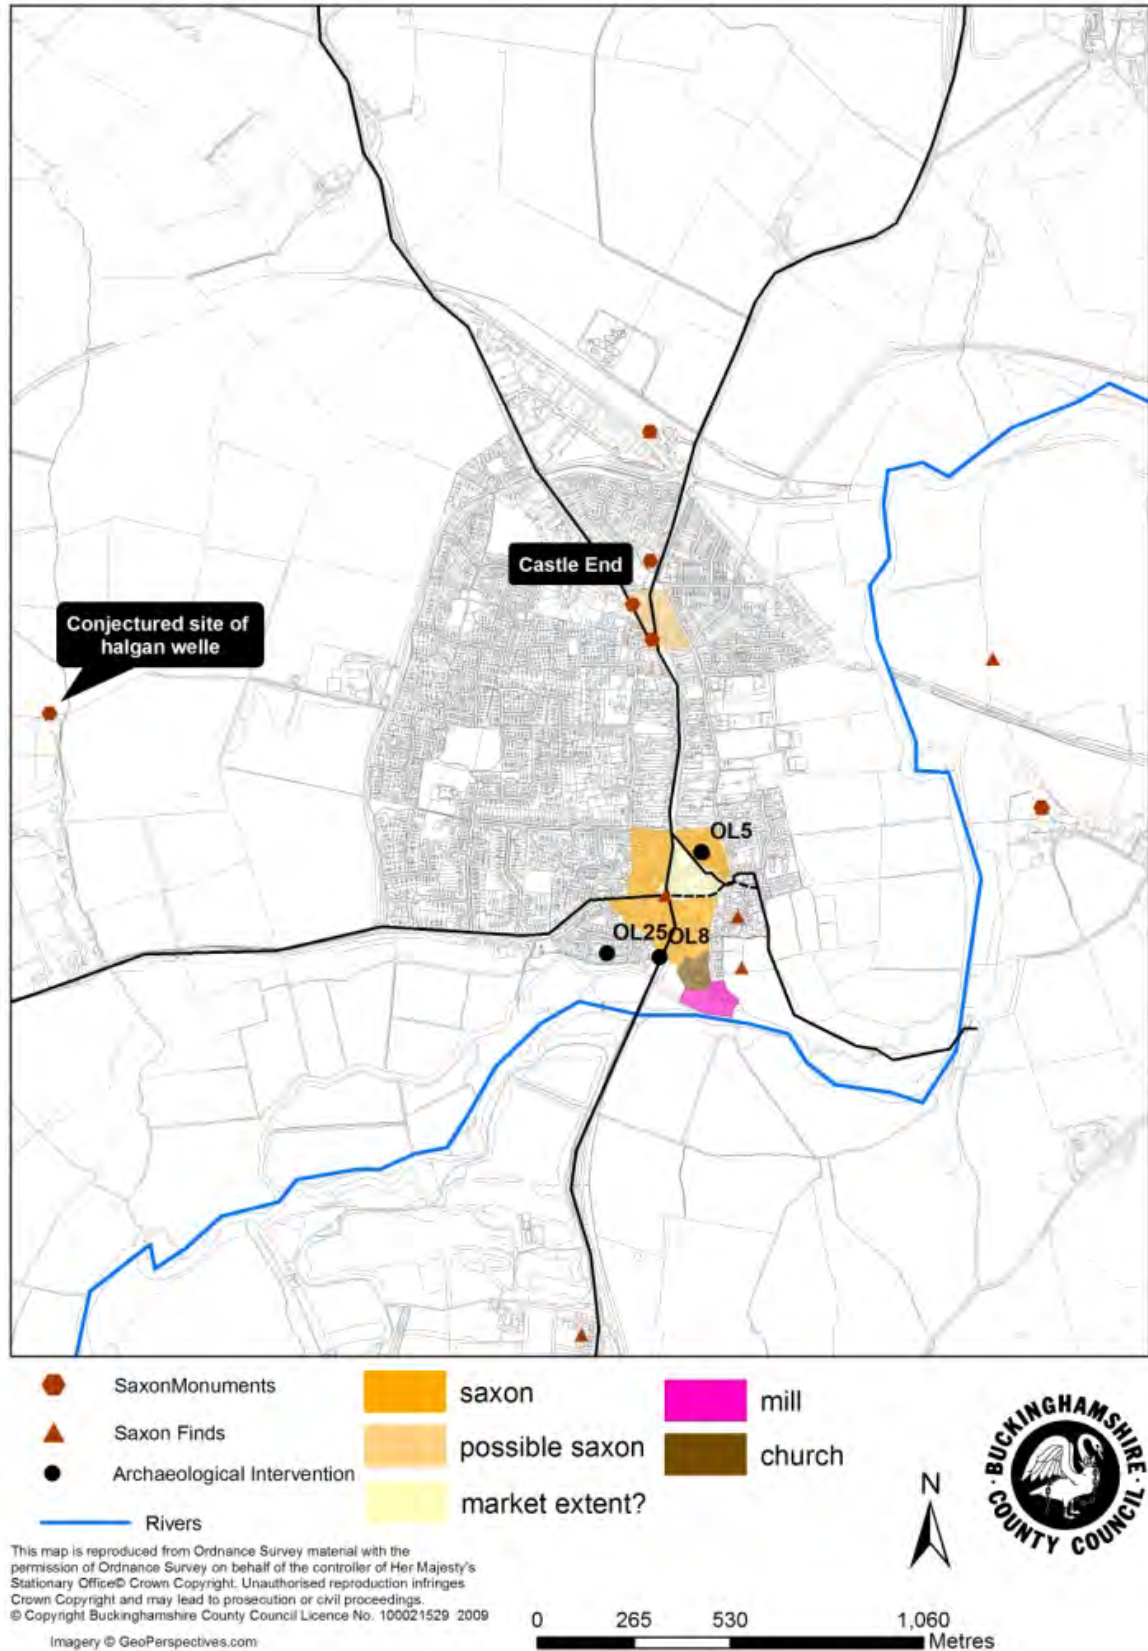 Castle End
Conjectured site of
halgan welle
OL5
OL25
OL8
SaxonMonuments
Saxon Finds
Archaeological Intervention
Rivers
saxon
possible saxon
market extent?
mill
church
N
BUCKINGHAMSHIRE
COUNTY COUNCIL
This map is reproduced from Ordnance Survey material with the
permission of Ordnance Survey on behalf of the controller of Her Majesty's
Stationary Office© Crown Copyright. Unauthorised reproduction infringes
Crown Copyright and may lead to prosecution or civil proceedings.
© Copyright Buckinghamshire County Council Licence No. 100021529 2009
Imagery © GeoPerspectives.com
0 265 530 1,060
Metres